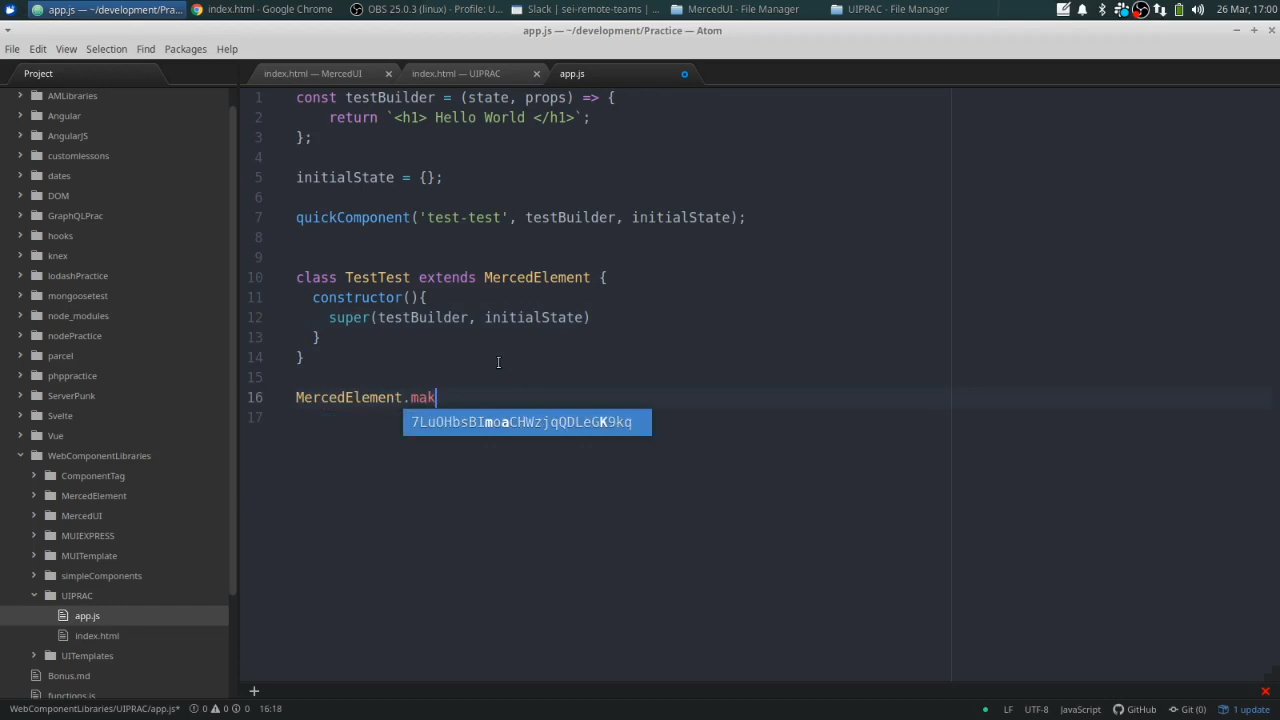 app.js — ~/development/Prac...
index.html - Google Chrome
OBS 25.0.3 (linux) - Profile: U...
Slack | sei-remote-teams | ...
MercedUI - File Manager
UIPRAC - File Manager
26 Mar, 17:00
app.js — ~/development/Practice — Atom
File Edit View Selection Find Packages Help
Project
index.html — MercedUI
index.html — UIPRAC
app.js
AMLibraries
Angular
AngularJS
customlessons
dates
DOM
GraphQLPrac
hooks
knex
lodashPractice
mongoosetest
node_modules
nodePractice
parcel
phppractice
ServerPunk
Svelte
Vue
WebComponentLibraries
ComponentTag
MercedElement
MercedUI
MUIEXPRESS
MUITemplate
simpleComponents
UIPRAC
app.js
index.html
UITemplates
Bonus.md
functions.js
1 const testBuilder = (state, props) => {
2 return `<h1> Hello World </h1>`;
3 };
4
5 initialState = {};
6
7 quickComponent('test-test', testBuilder, initialState);
8
9
10 class TestTest extends MercedElement {
11 constructor(){
12 super(testBuilder, initialState)
13 }
14 }
15
16 MercedElement.mak
17
7LuOHbsBImoaCHWzjqQDLeGK9kq
WebComponentLibraries/UIPRAC/app.js* 0 0 0 16:18
LF UTF-8 JavaScript GitHub Git (0) 1 update